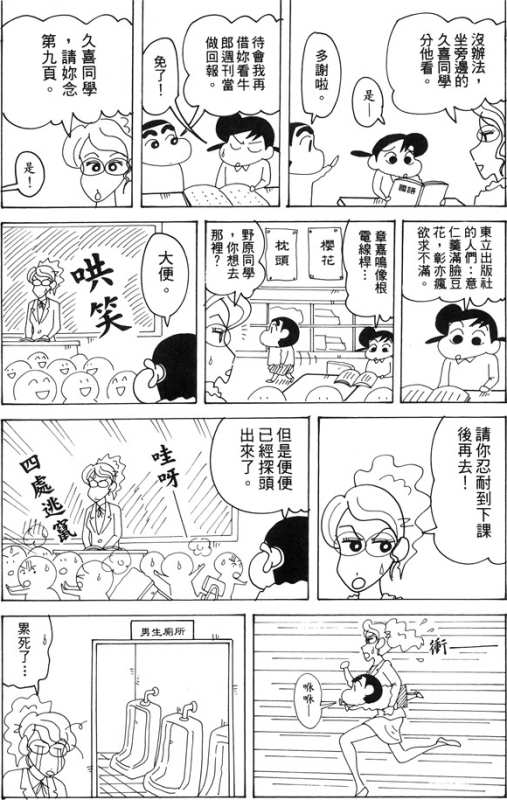 沒辦法，
坐旁邊的
久喜同學
分他看。
是—
國語
多謝啦。
待會我再
借妳看牛
郎週刊當
做回報。
免了！
久喜同學
，請妳念
第九頁。
是！
東立出版社
的人們：意
仁羹滿臉豆
花，彰亦瘋
欲求不滿。
章嘉鳴像根
電線桿…
櫻花
枕頭
野原同學
，你想去
那裡？
大便。
哄笑
請你忍耐到下課
後再去！
但是便便
已經探頭
出來了。
哇呀—
四處逃竄
衝—
咻咻—
男生廁所
累死了…